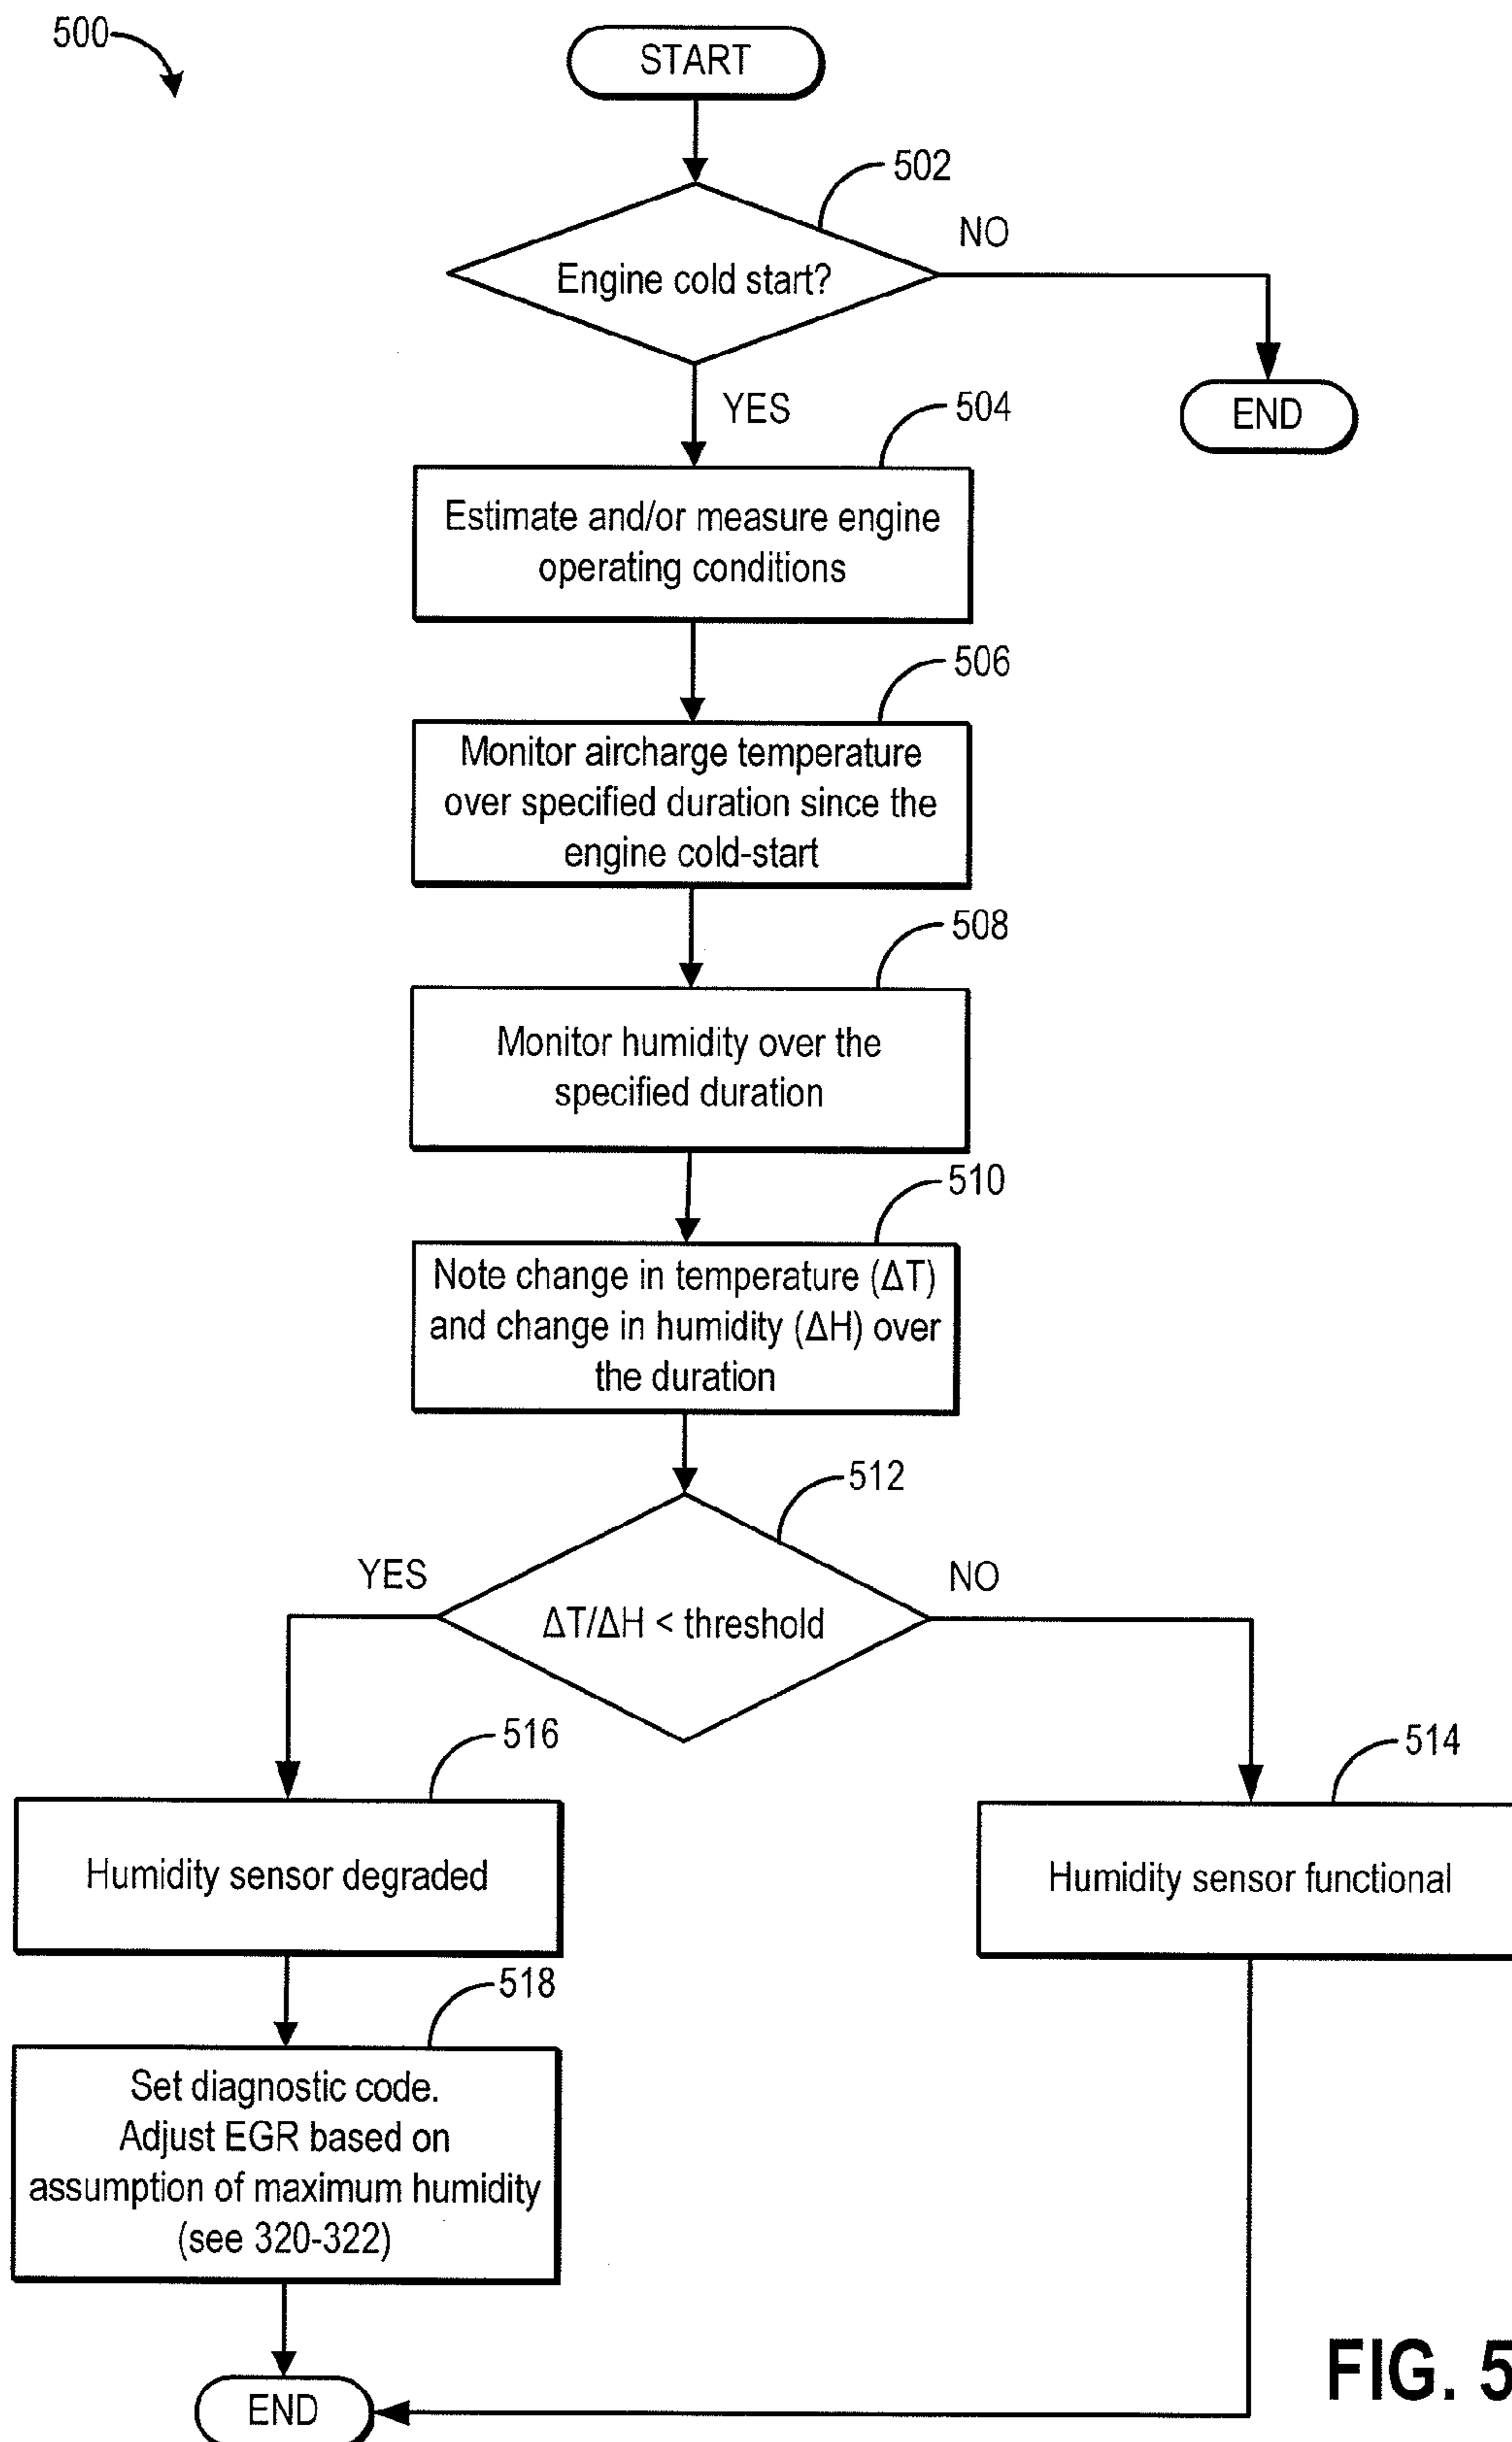 500
START
502
Engine cold start?
NO
END
YES
504
Estimate and/or measure engine
operating conditions
506
Monitor aircharge temperature
over specified duration since the
engine cold-start
508
Monitor humidity over the
specified duration
510
Note change in temperature (ΔT)
and change in humidity (ΔH) over
the duration
512
YES
NO
ΔT/ΔH < threshold
516
514
Humidity sensor degraded
Humidity sensor functional
518
Set diagnostic code.
Adjust EGR based on
assumption of maximum humidity
(see 320-322)
END
FIG. 5